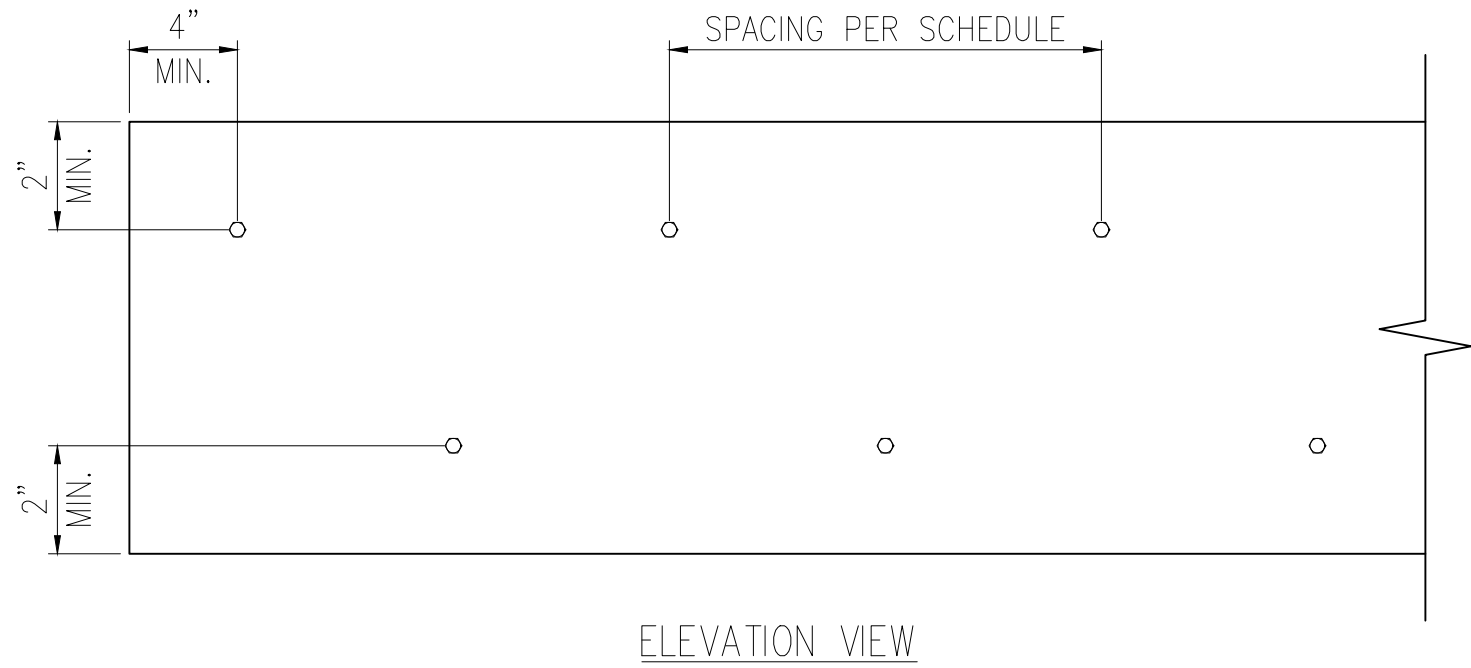 4”
MIN.
SPACING PER SCHEDULE
2”
MIN.
2”
MIN.
ELEVATION VIEW